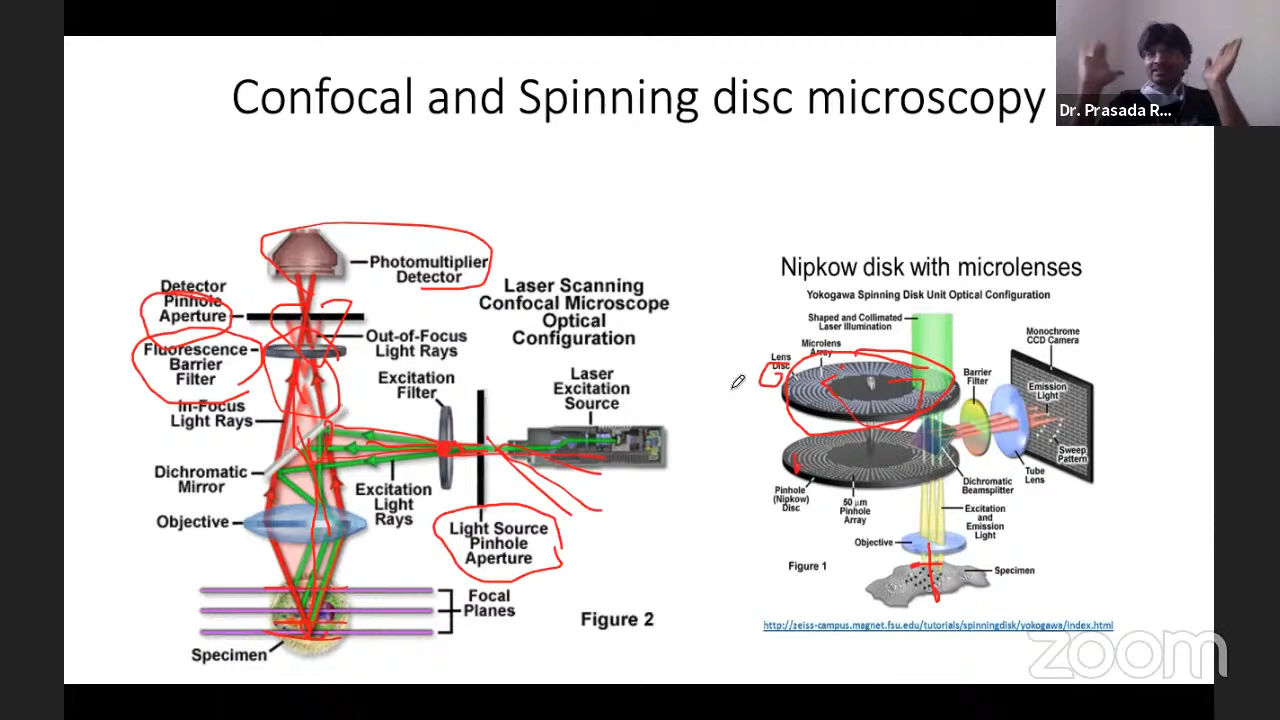 Confocal and Spinning disc microscopy
Dr. Prasada R...
Photomultiplier
Detector
Detector
Pinhole
Aperture
Out-of-Focus
Light Rays
Fluorescence
Barrier
Filter
In-Focus
Light Rays
Dichromatic
Mirror
Objective
Specimen
Laser Scanning
Confocal Microscope
Optical
Configuration
Excitation
Filter
Laser
Excitation
Source
Excitation
Light
Rays
Light Source
Pinhole
Aperture
Focal
Planes
Figure 2
Nipkow disk with microlenses
Yokogawa Spinning Disk Unit Optical Configuration
Shaped and Collimated
Laser Illumination
Microlens
Array
Lens
Disc
Monochrome
CCD Camera
Barrier
Filter
Emission
Light
Sweep
Pattern
Tube
Lens
Dichromatic
Beamsplitter
Pinhole
(Nipkow)
Disc
50 μm
Pinhole
Array
Excitation
and
Emission
Light
Objective
Specimen
Figure 1
http://zeiss-campus.magnet.fsu.edu/tutorials/spinningdisk/yokogawa/index.html
zoom